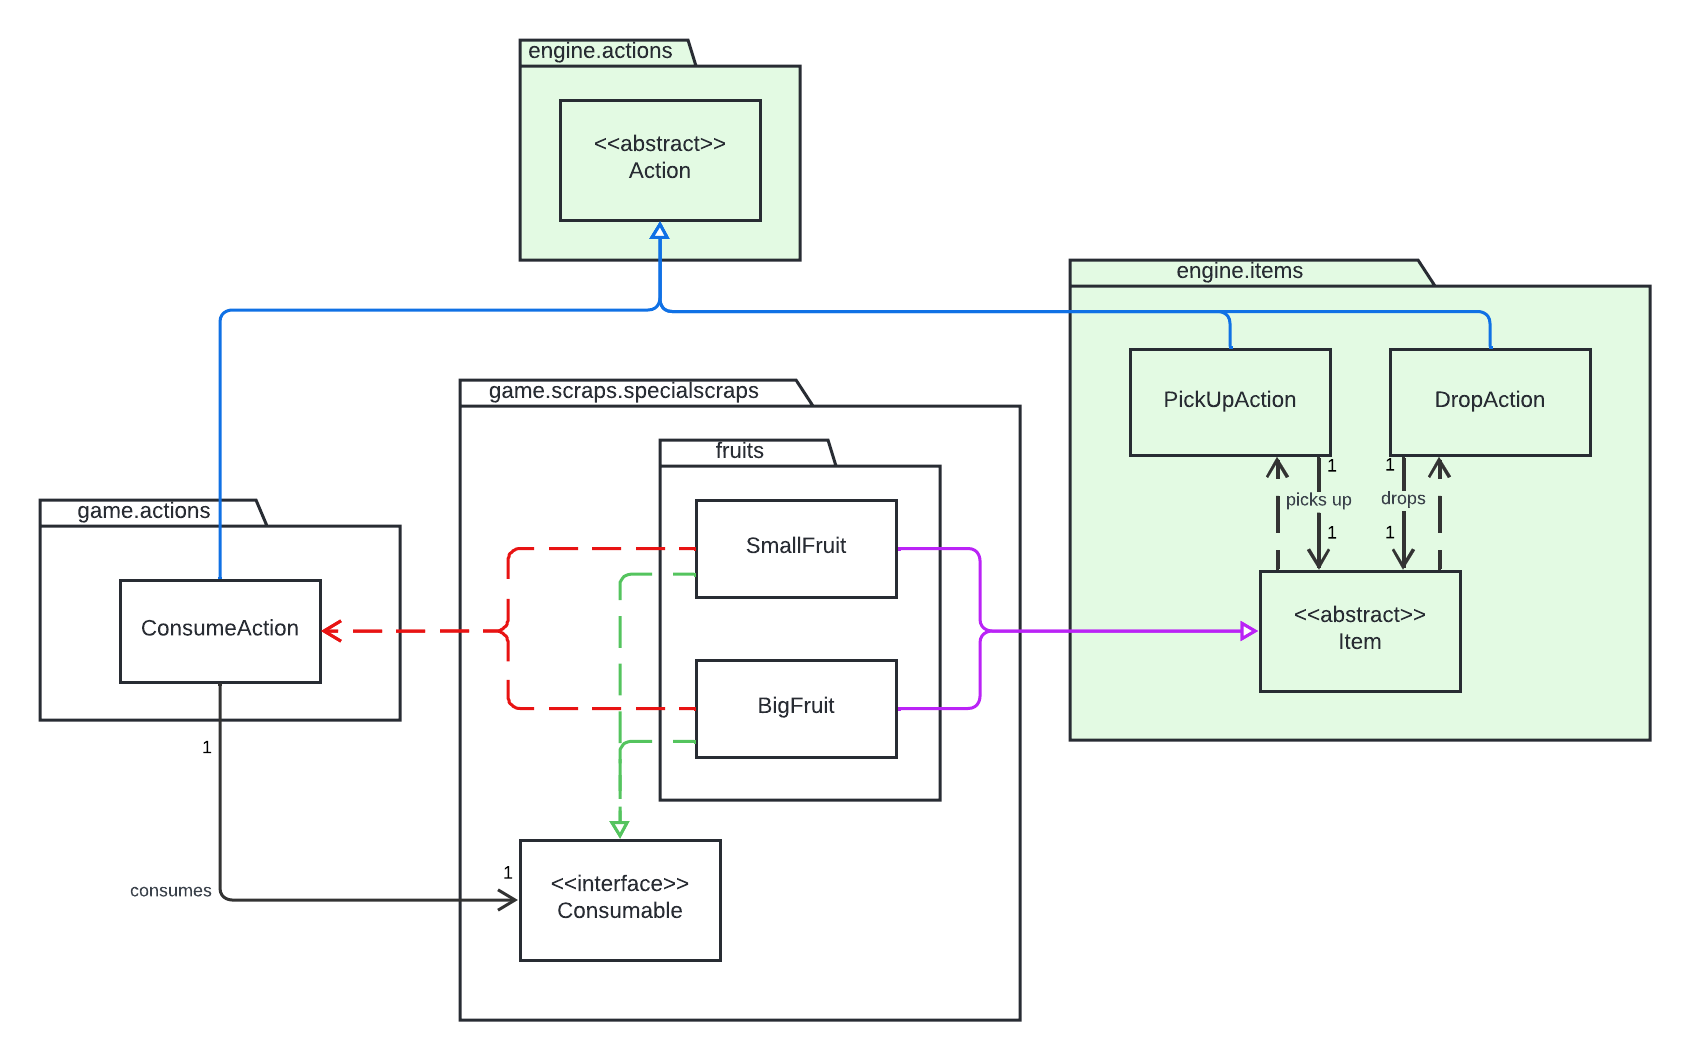 engine.actions
<<abstract>>
Action
engine.items
PickUpAction
DropAction
1
1
picks up
drops
1
1
<<abstract>>
Item
game.scraps.specialscraps
fruits
SmallFruit
BigFruit
game.actions
ConsumeAction
1
consumes
1
<<interface>>
Consumable